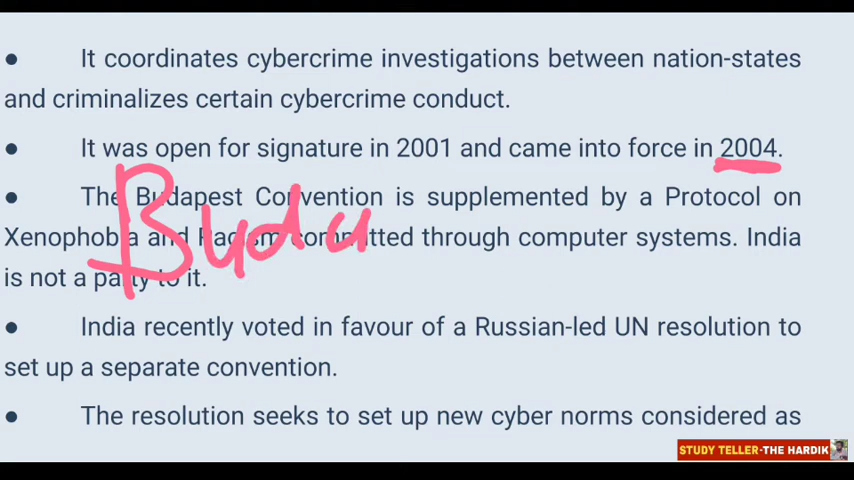 ● It coordinates cybercrime investigations between nation-states
and criminalizes certain cybercrime conduct.
● It was open for signature in 2001 and came into force in 2004.
● The Budapest Convention is supplemented by a Protocol on
Xenophobia and Racism committed through computer systems. India
is not a party to it.
● India recently voted in favour of a Russian-led UN resolution to
set up a separate convention.
● The resolution seeks to set up new cyber norms considered as
STUDY TELLER-THE HARDIK